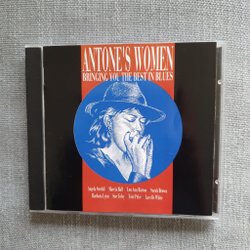 ANTONE'S WOMEN
BRINGING YOU THE BEST IN BLUES
Angela Strehli Marcia Ball Lou Ann Barton Sarah Brown
Barbara Lynn Sue Foley Toni Price Lavelle White